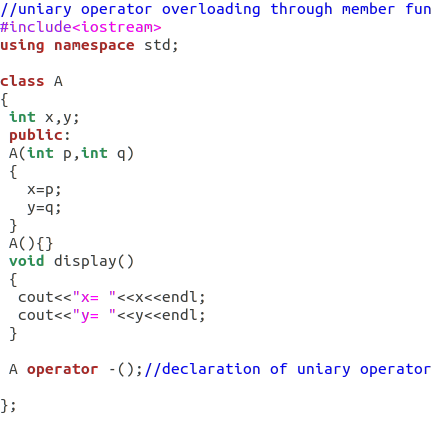 //uniary operator overloading through member fun
#include<iostream>
using namespace std;
class A
{
int x,y;
public:
A(int p,int q)
{
x=p;
y=q;
}
A(){}
void display()
{
cout<<"x= "<<x<<endl;
cout<<"y= "<<y<<endl;
}
A operator -();//declaration of uniary operator
};